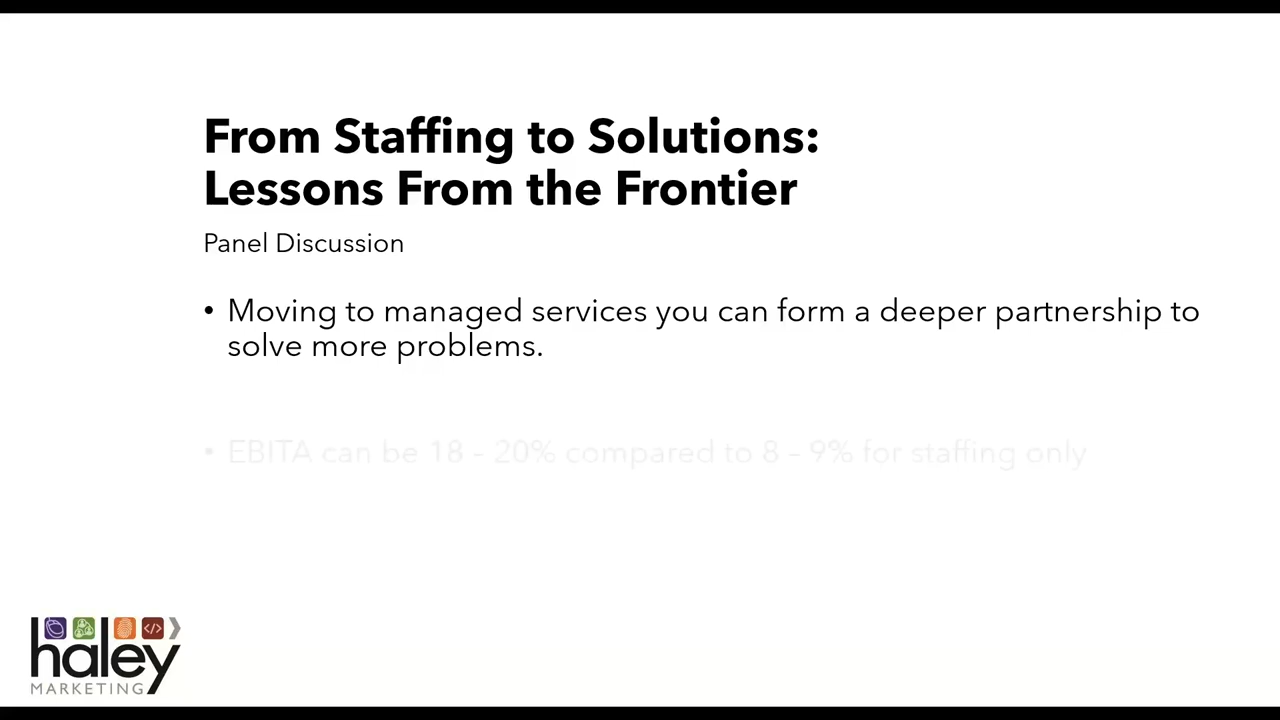 From Staffing to Solutions:
Lessons From the Frontier
Panel Discussion
• Moving to managed services you can form a deeper partnership to
solve more problems.
• EBITA can be 18 – 20% compared to 8 – 9% for staffing only
haley
MARKETING